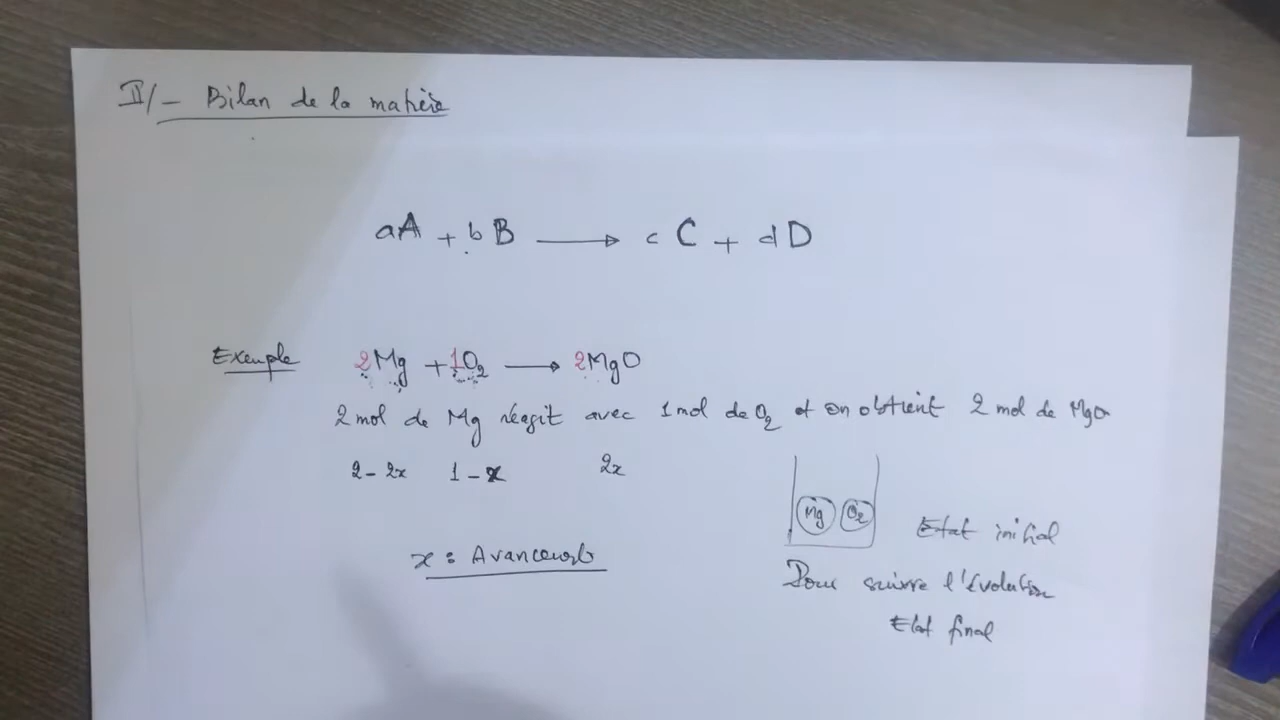 II/- Bilan de la matière
aA + bB → cC + dD
Exemple 2Mg + 1O₂ → 2MgO
2 mol de Mg réagit avec 1 mol de O₂ et on obtient 2 mol de MgO
2-2x 1-x 2x
Mg O₂ Etat initial
x : Avancement
Pour suivre l'évolution
Etat final